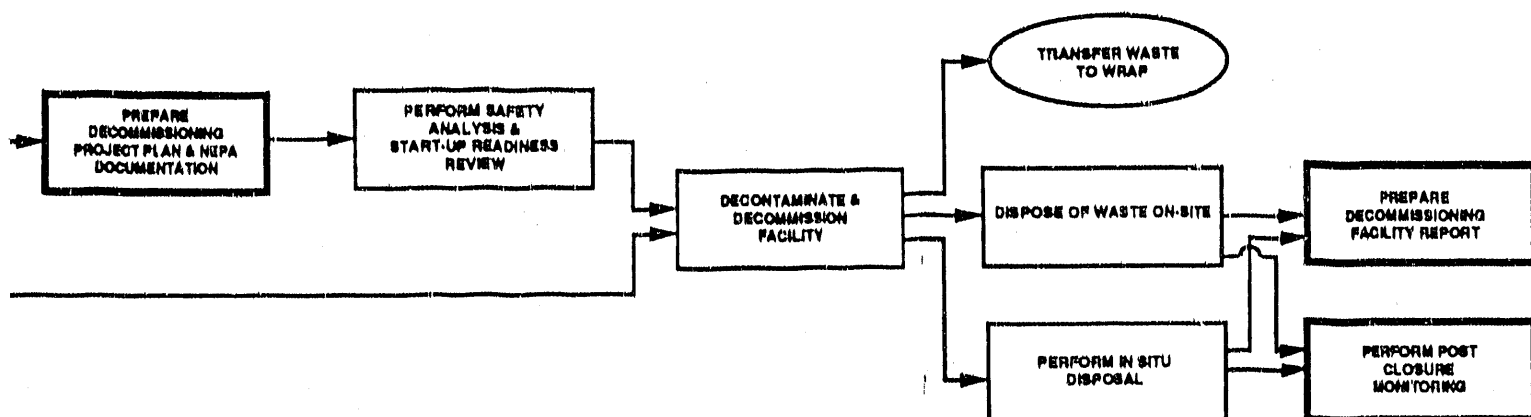 PREPARE
DECOMMISSIONING
PROJECT PLAN & NEPA
DOCUMENTATION
PERFORM SAFETY
ANALYSIS &
START-UP READINESS
REVIEW
DECONTAMINATE &
DECOMMISSION
FACILITY
TRANSFER WASTE
TO WRAP
DISPOSE OF WASTE ON-SITE
PREPARE
DECOMMISSIONING
FACILITY REPORT
PERFORM IN SITU
DISPOSAL
PERFORM POST
CLOSURE
MONITORING